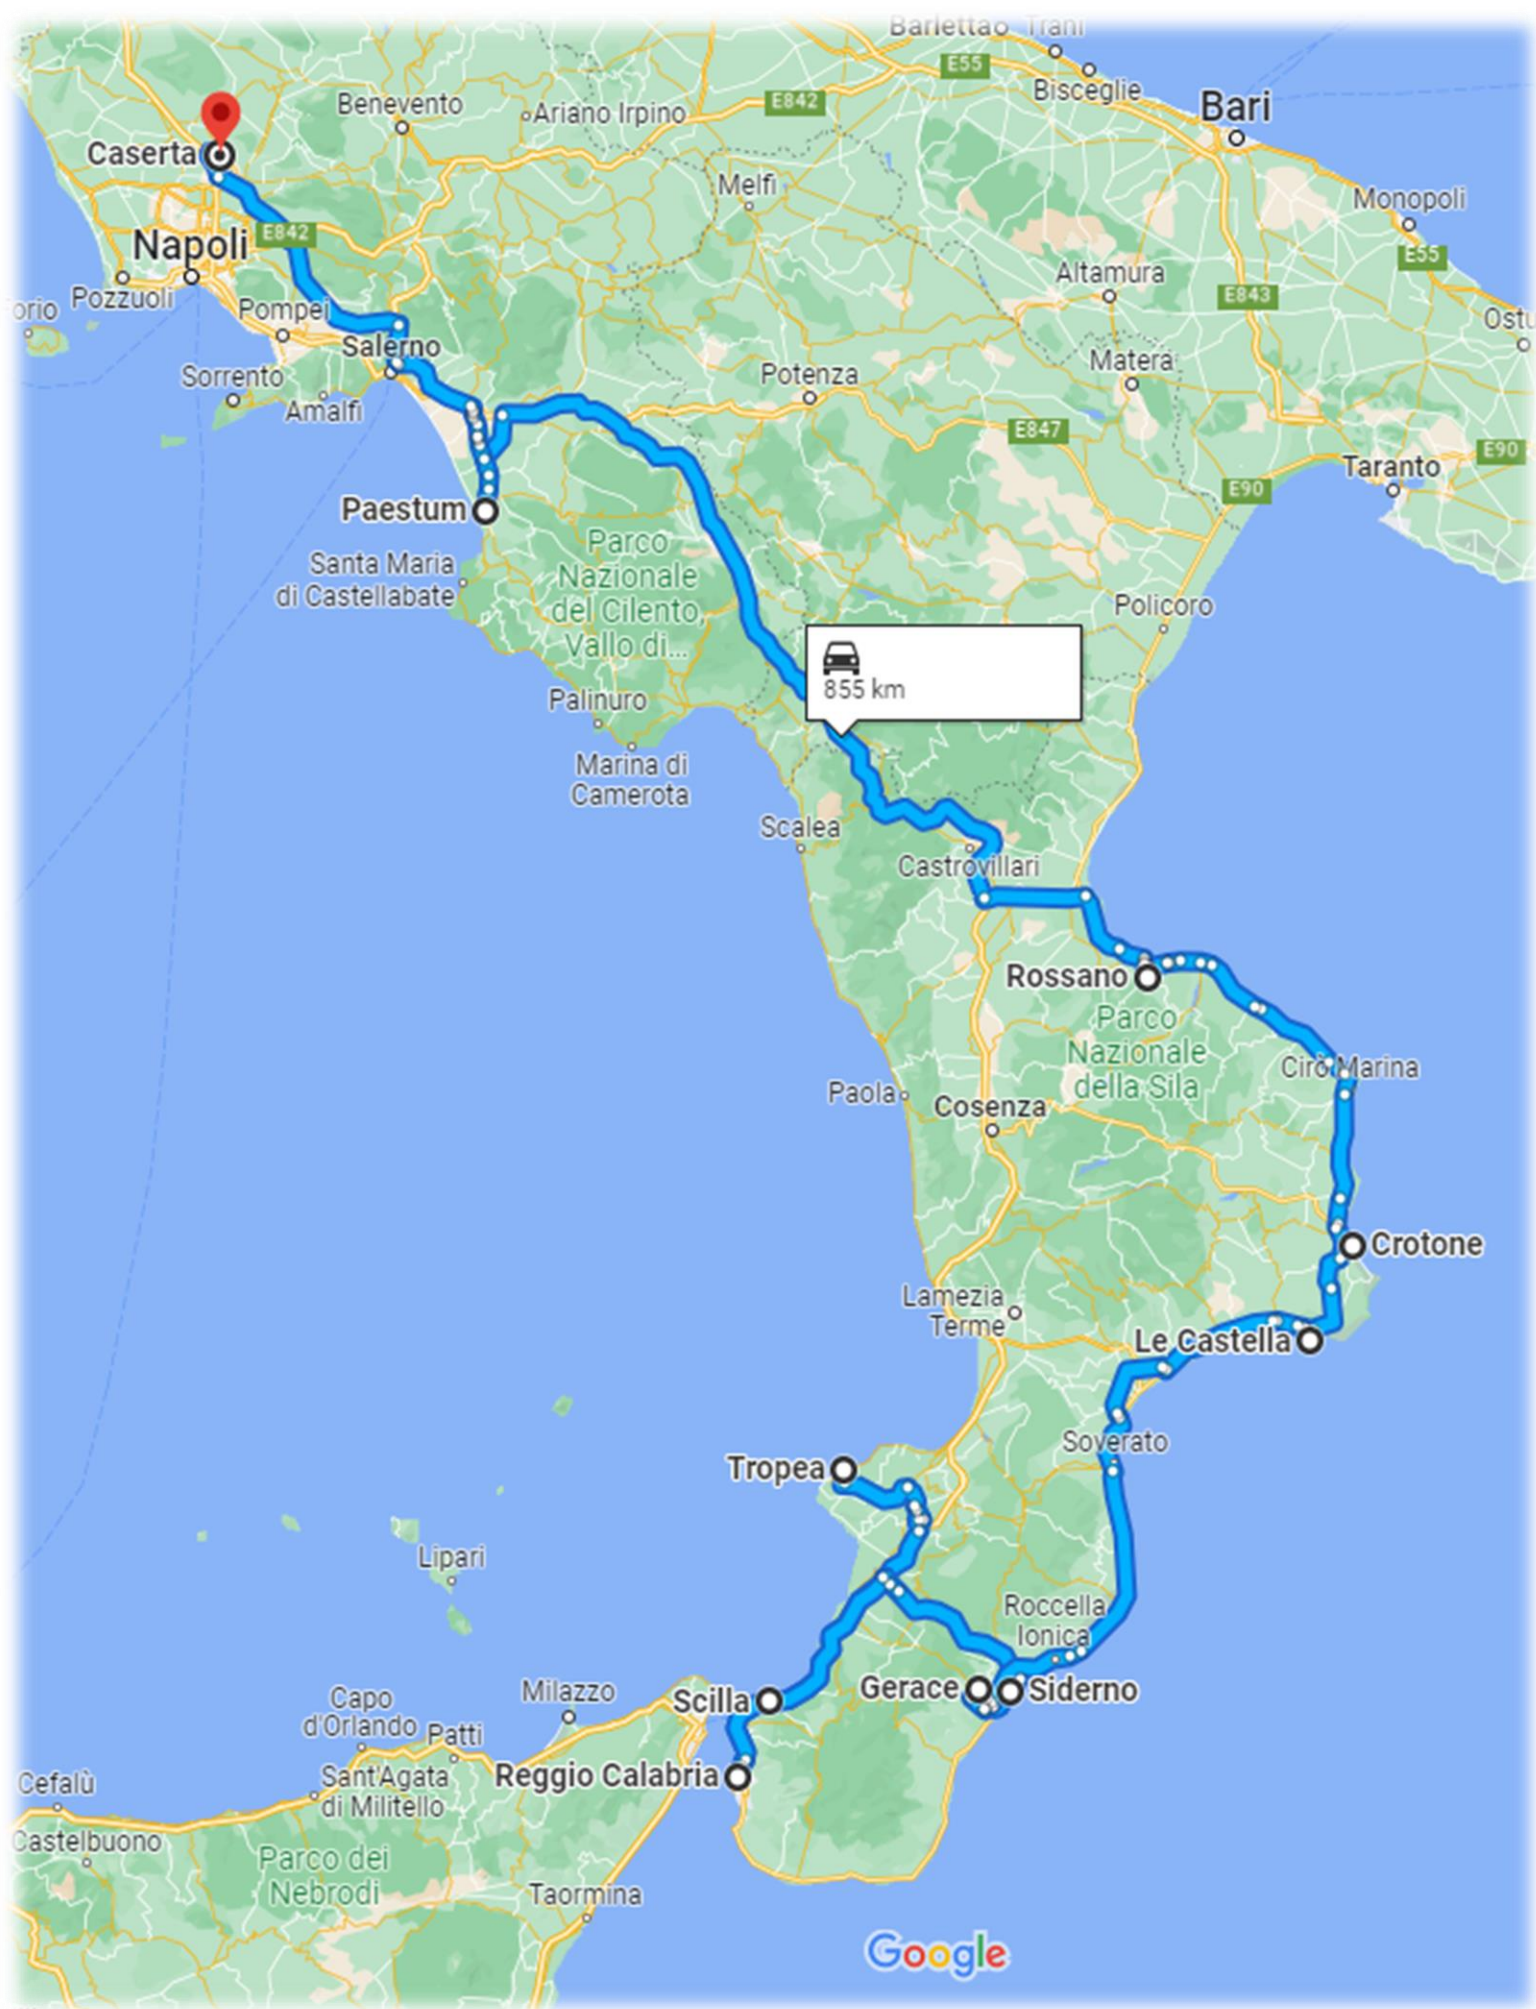 Barletta
Trani
E55
Bisceglie
Bari
E842
Benevento
Ariano Irpino
Caserta
Melfi
Monopoli
E842
Napoli
E55
Altamura
E843
Pozzuoli
Pompei
orio
Ostu
Salerno
Matera
Sorrento
Potenza
Amalfi
E847
E90
Taranto
E90
Paestum
Parco
Nazionale
del Cilento,
Vallo di...
Santa Maria
di Castellabate
Policoro
855 km
Palinuro
Marina di
Camerota
Scalea
Castrovillari
Rossano
Parco
Nazionale
della Sila
Cirò Marina
Paola
Cosenza
Crotone
Lamezia
Terme
Le Castella
Soverato
Tropea
Lipari
Roccella
Ionica
Gerace
Siderno
Scilla
Milazzo
Capo
d'Orlando
Patti
Reggio Calabria
Cefalù
Sant'Agata
di Militello
Castelbuono
Parco dei
Nebrodi
Taormina
Google